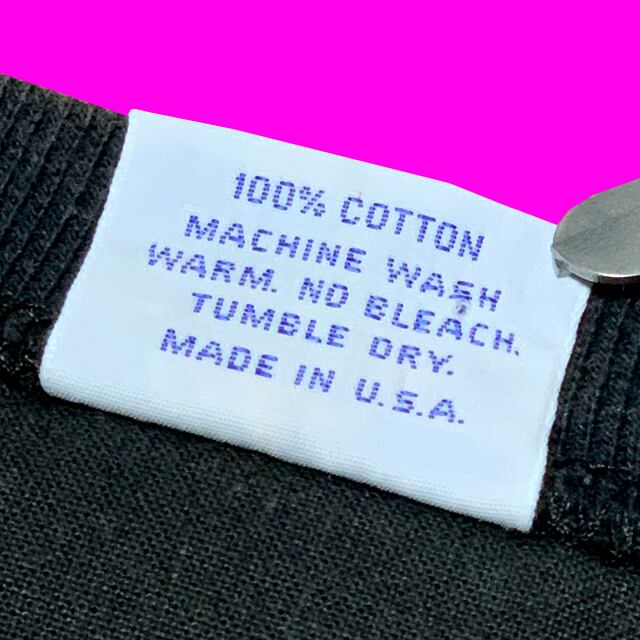 100% COTTON
MACHINE WASH
WARM. NO BLEACH.
TUMBLE DRY.
MADE IN U.S.A.